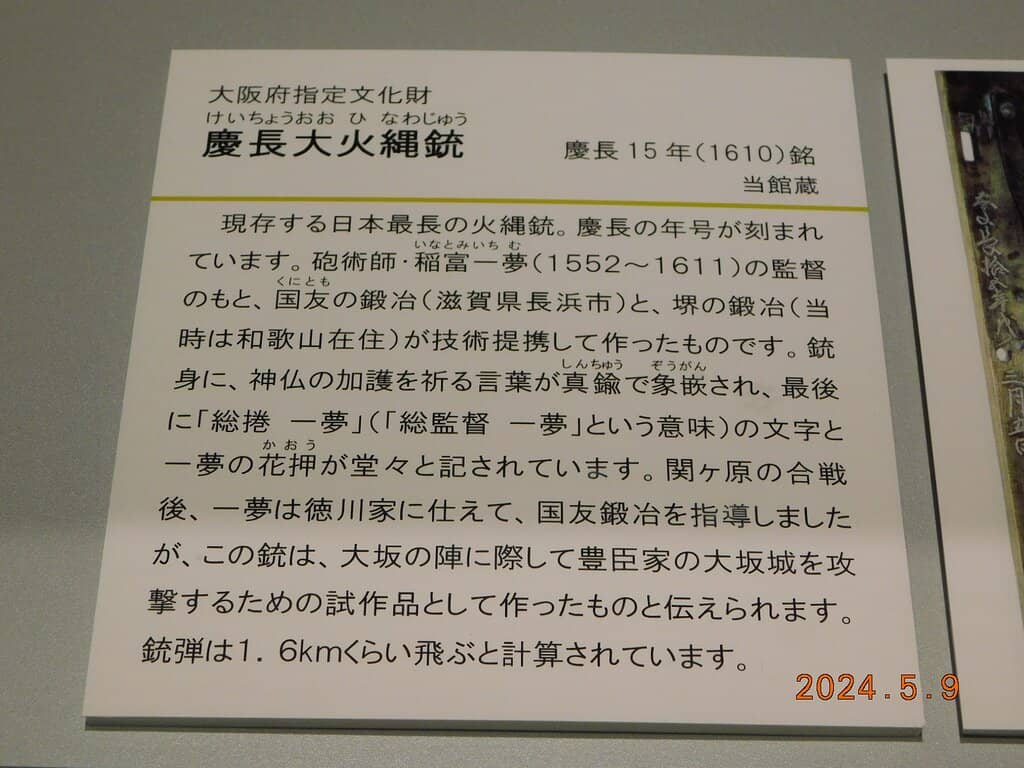 大阪府指定文化財
けいちょうおおひなわじゅう
慶長大火縄銃
慶長15年(1610)銘
当館蔵
現存する日本最長の火縄銃。慶長の年号が刻まれ
いなとみいちむ
ています。砲術師・稲富一夢(1552～1611)の監督
くにとも
のもと、国友の鍛冶(滋賀県長浜市)と、堺の鍛冶(当
時は和歌山在住)が技術提携して作ったものです。銃
しんちゅう ぞうがん
身に、神仏の加護を祈る言葉が真鍮で象嵌され、最後
に「総捲 一夢」(「総監督 一夢」という意味)の文字と
かおう
一夢の花押が堂々と記されています。関ヶ原の合戦
後、一夢は徳川家に仕えて、国友鍛冶を指導しました
が、この銃は、大坂の陣に際して豊臣家の大坂城を攻
撃するための試作品として作ったものと伝えられます。
銃弾は1．6kmくらい飛ぶと計算されています。
2024.5.9